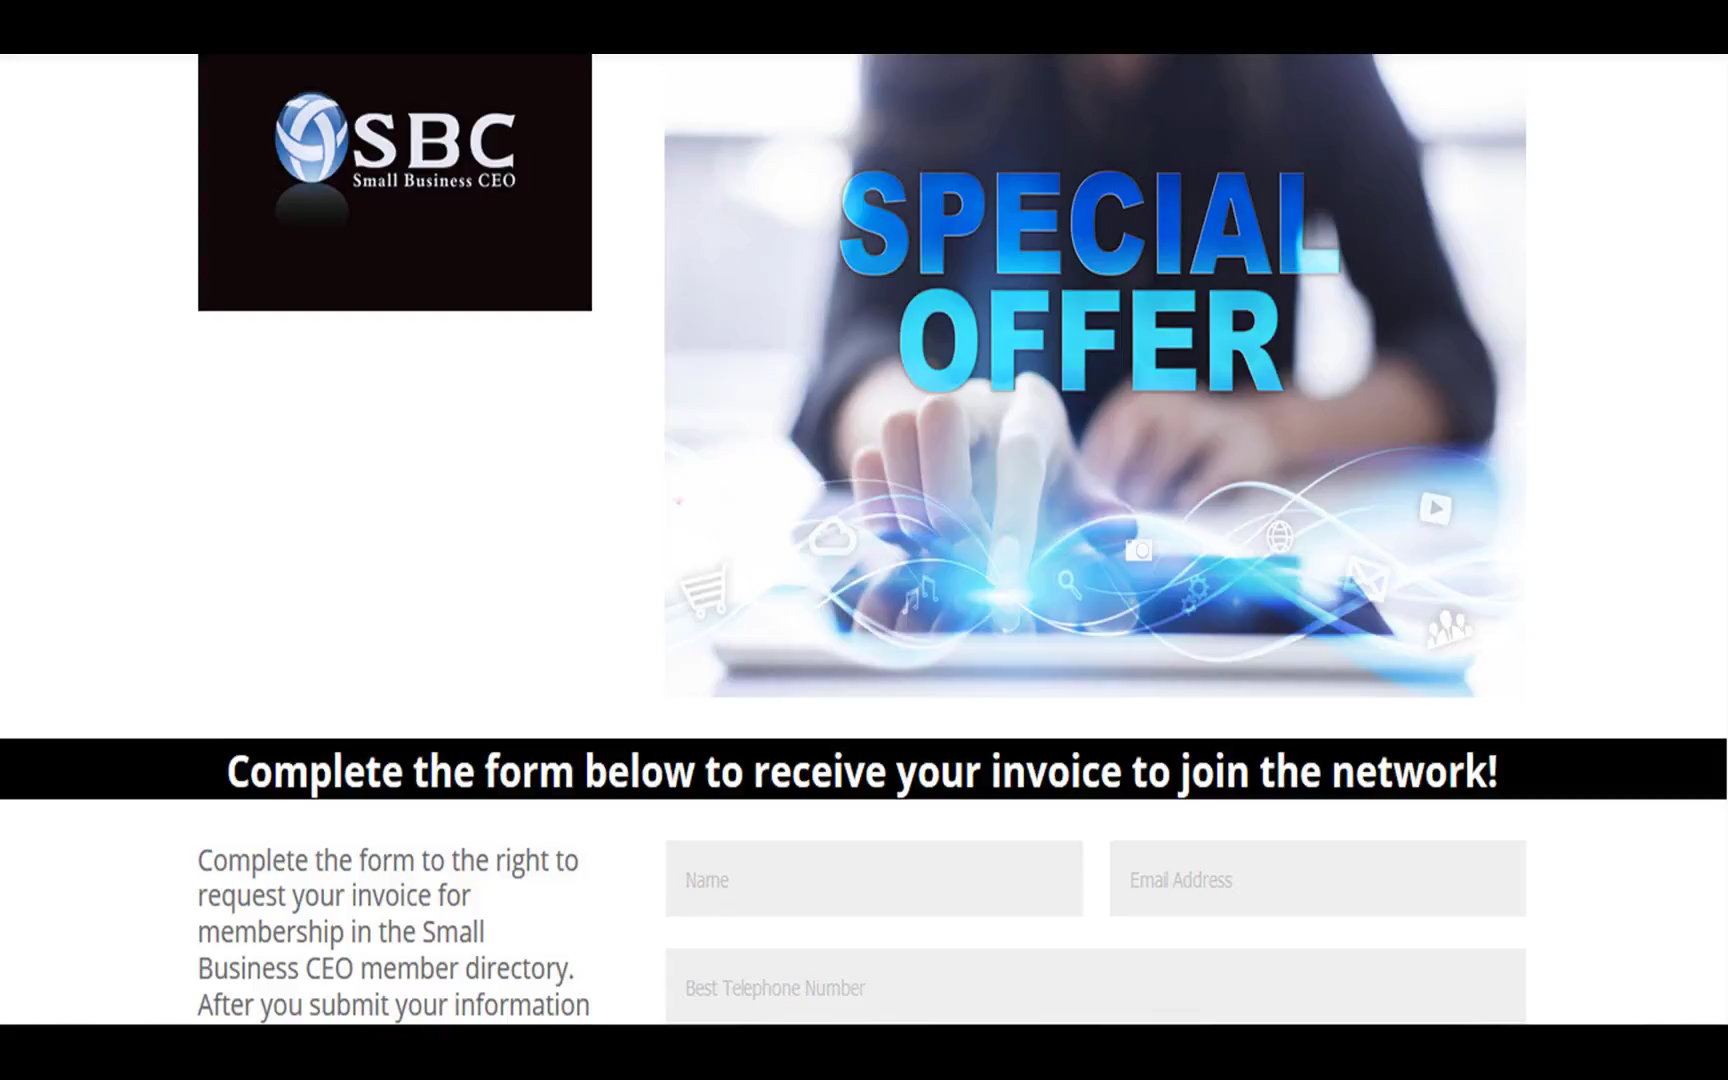 SBC
Small Business CEO
SPECIAL
OFFER
Complete the form below to receive your invoice to join the network!
Complete the form to the right to
request your invoice for
membership in the Small
Business CEO member directory.
After you submit your information
Name
Email Address
Best Telephone Number